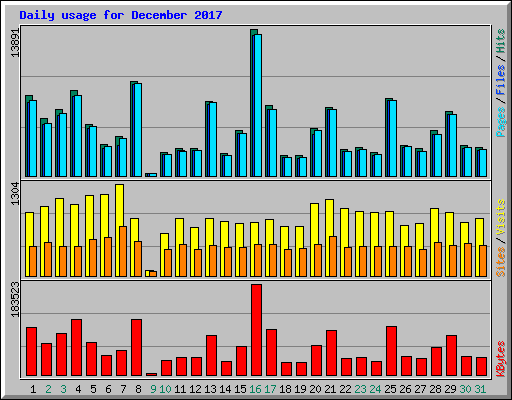 Daily usage for December 2017
13891
Pages / Files / Hits
1304
Sites / Visits
183523
KBytes
1 2 3 4 5 6 7 8 9 10 11 12 13 14 15 16 17 18 19 20 21 22 23 24 25 26 27 28 29 30 31